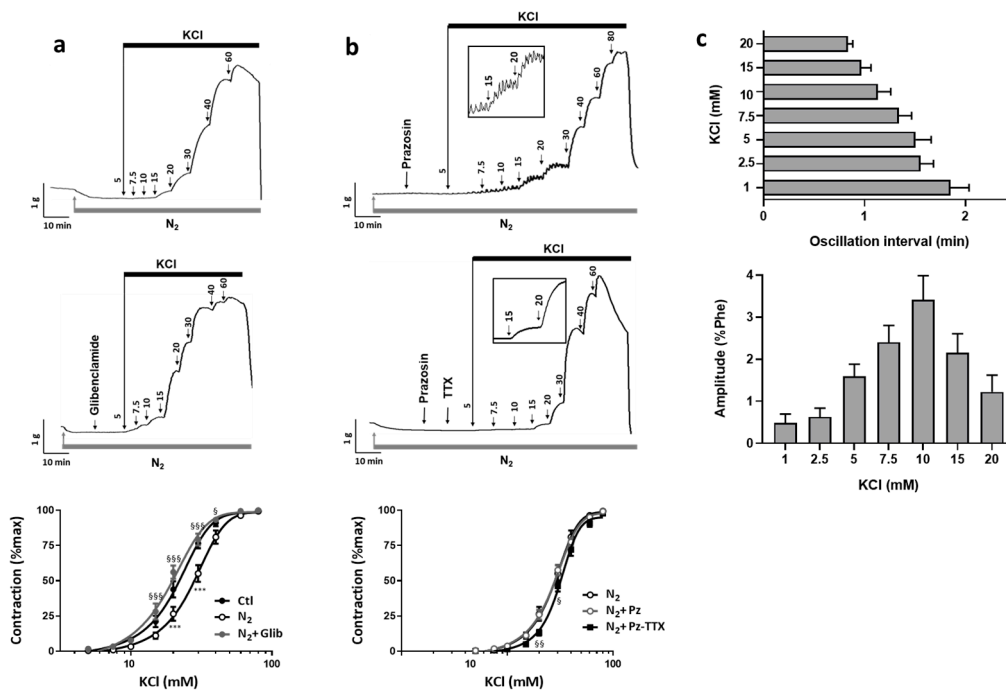 a
KCl
5
7.5
10
15
20
30
40
60
1 g
10 min
N2
KCl
Glibenclamide
5
7.5
10
15
20
30
40
60
1 g
10 min
N2
Contraction (%max)
100
75
50
25
0
§§§
§§§
§§§
§
***
***
Ctl
N2
N2+Glib
10
100
KCl (mM)
b
KCl
15
20
Prazosin
5
7.5
10
15
20
30
40
60
80
1 g
10 min
N2
KCl
15
20
Prazosin
TTX
5
7.5
10
15
20
30
40
60
1 g
10 min
N2
Contraction (%max)
100
75
50
25
0
§
§§
N2
N2+Pz
N2+Pz-TTX
10
100
KCl (mM)
c
KCl (mM)
20
15
10
7.5
5
2.5
1
0
1
2
Oscillation interval (min)
Amplitude (%Phe)
4
3
2
1
0
1
2.5
5
7.5
10
15
20
KCl (mM)